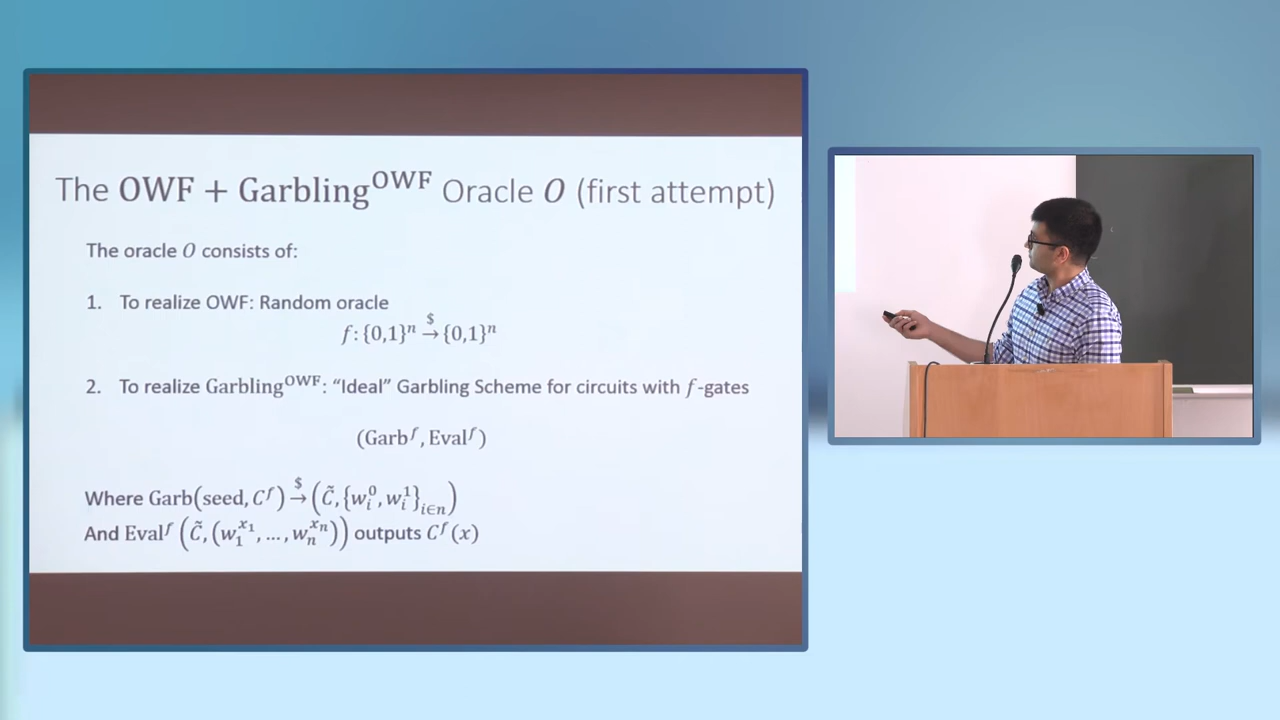 The OWF + Garbling^OWF Oracle O (first attempt)
The oracle O consists of:
1. To realize OWF: Random oracle
f: {0,1}ⁿ →^$ {0,1}ⁿ
2. To realize Garbling^OWF: “Ideal” Garbling Scheme for circuits with f-gates
(Garb^f, Eval^f)
Where Garb(seed, C^f) →^$ (C̃, {w_i^0, w_i^1}_{i∈n})
And Eval^f (C̃, (w_1^{x_1}, …, w_n^{x_n})) outputs C^f(x)